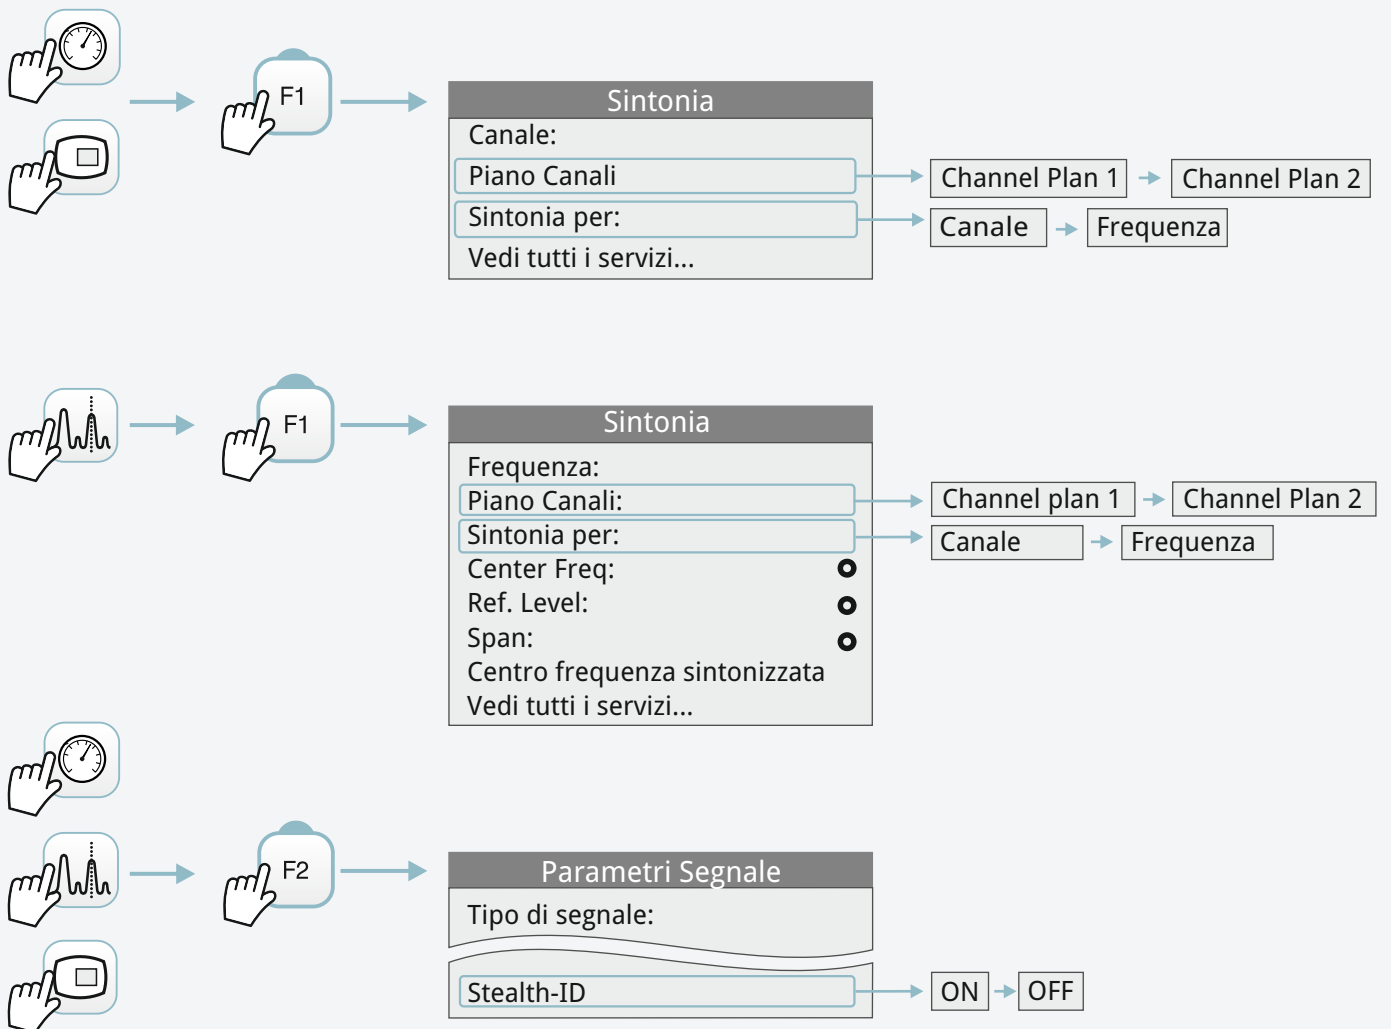 F1
Sintonia
Canale:
Piano Canali
Channel Plan 1
Channel Plan 2
Sintonia per:
Canale
Frequenza
Vedi tutti i servizi...
F1
Sintonia
Frequenza:
Piano Canali:
Channel plan 1
Channel Plan 2
Sintonia per:
Canale
Frequenza
Center Freq:
Ref. Level:
Span:
Centro frequenza sintonizzata
Vedi tutti i servizi...
F2
Parametri Segnale
Tipo di segnale:
Stealth-ID
ON
OFF